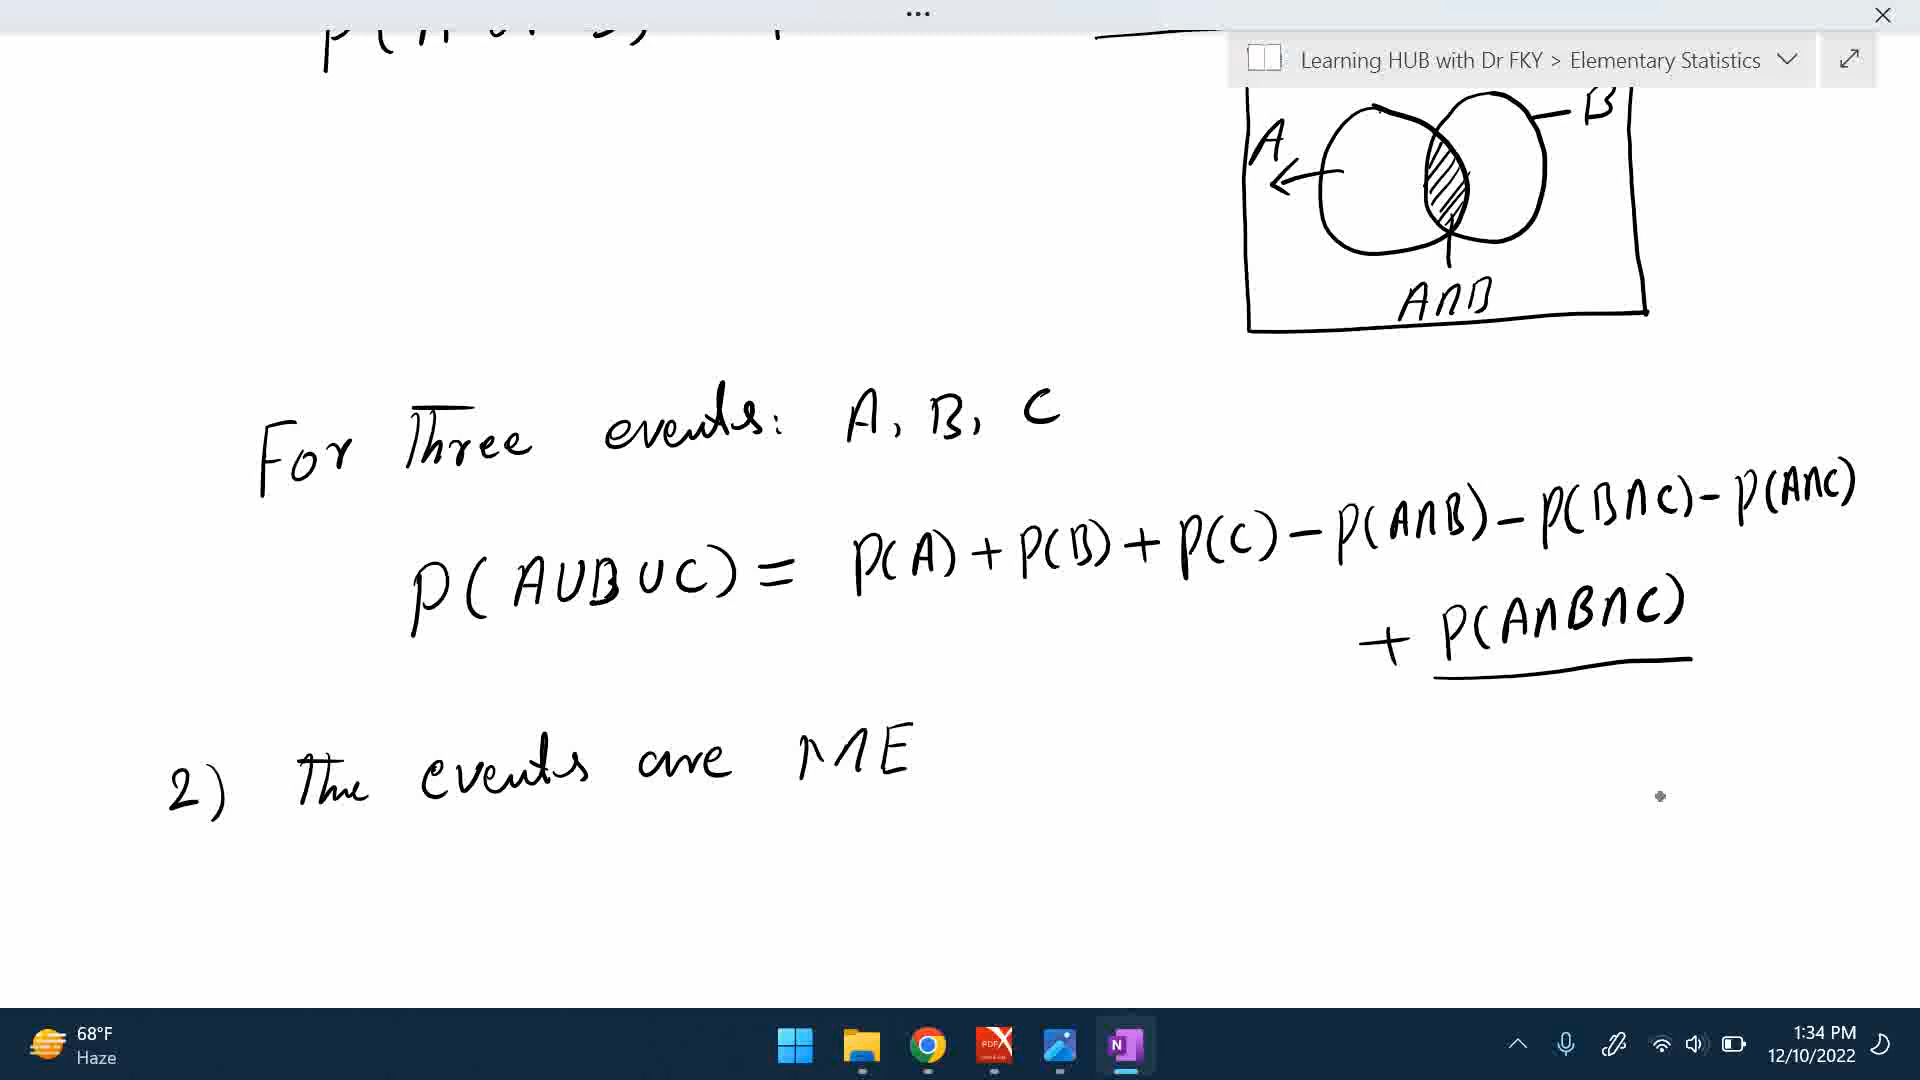 Learning HUB with Dr FKY > Elementary Statistics
A
B
A∩B
For Three events: A, B, C
P(A∪B∪C) = P(A) + P(B) + P(C) - P(A∩B) - P(B∩C) - P(A∩C)
+ P(A∩B∩C)
2) The events are ME
68°F
Haze
1:34 PM
12/10/2022